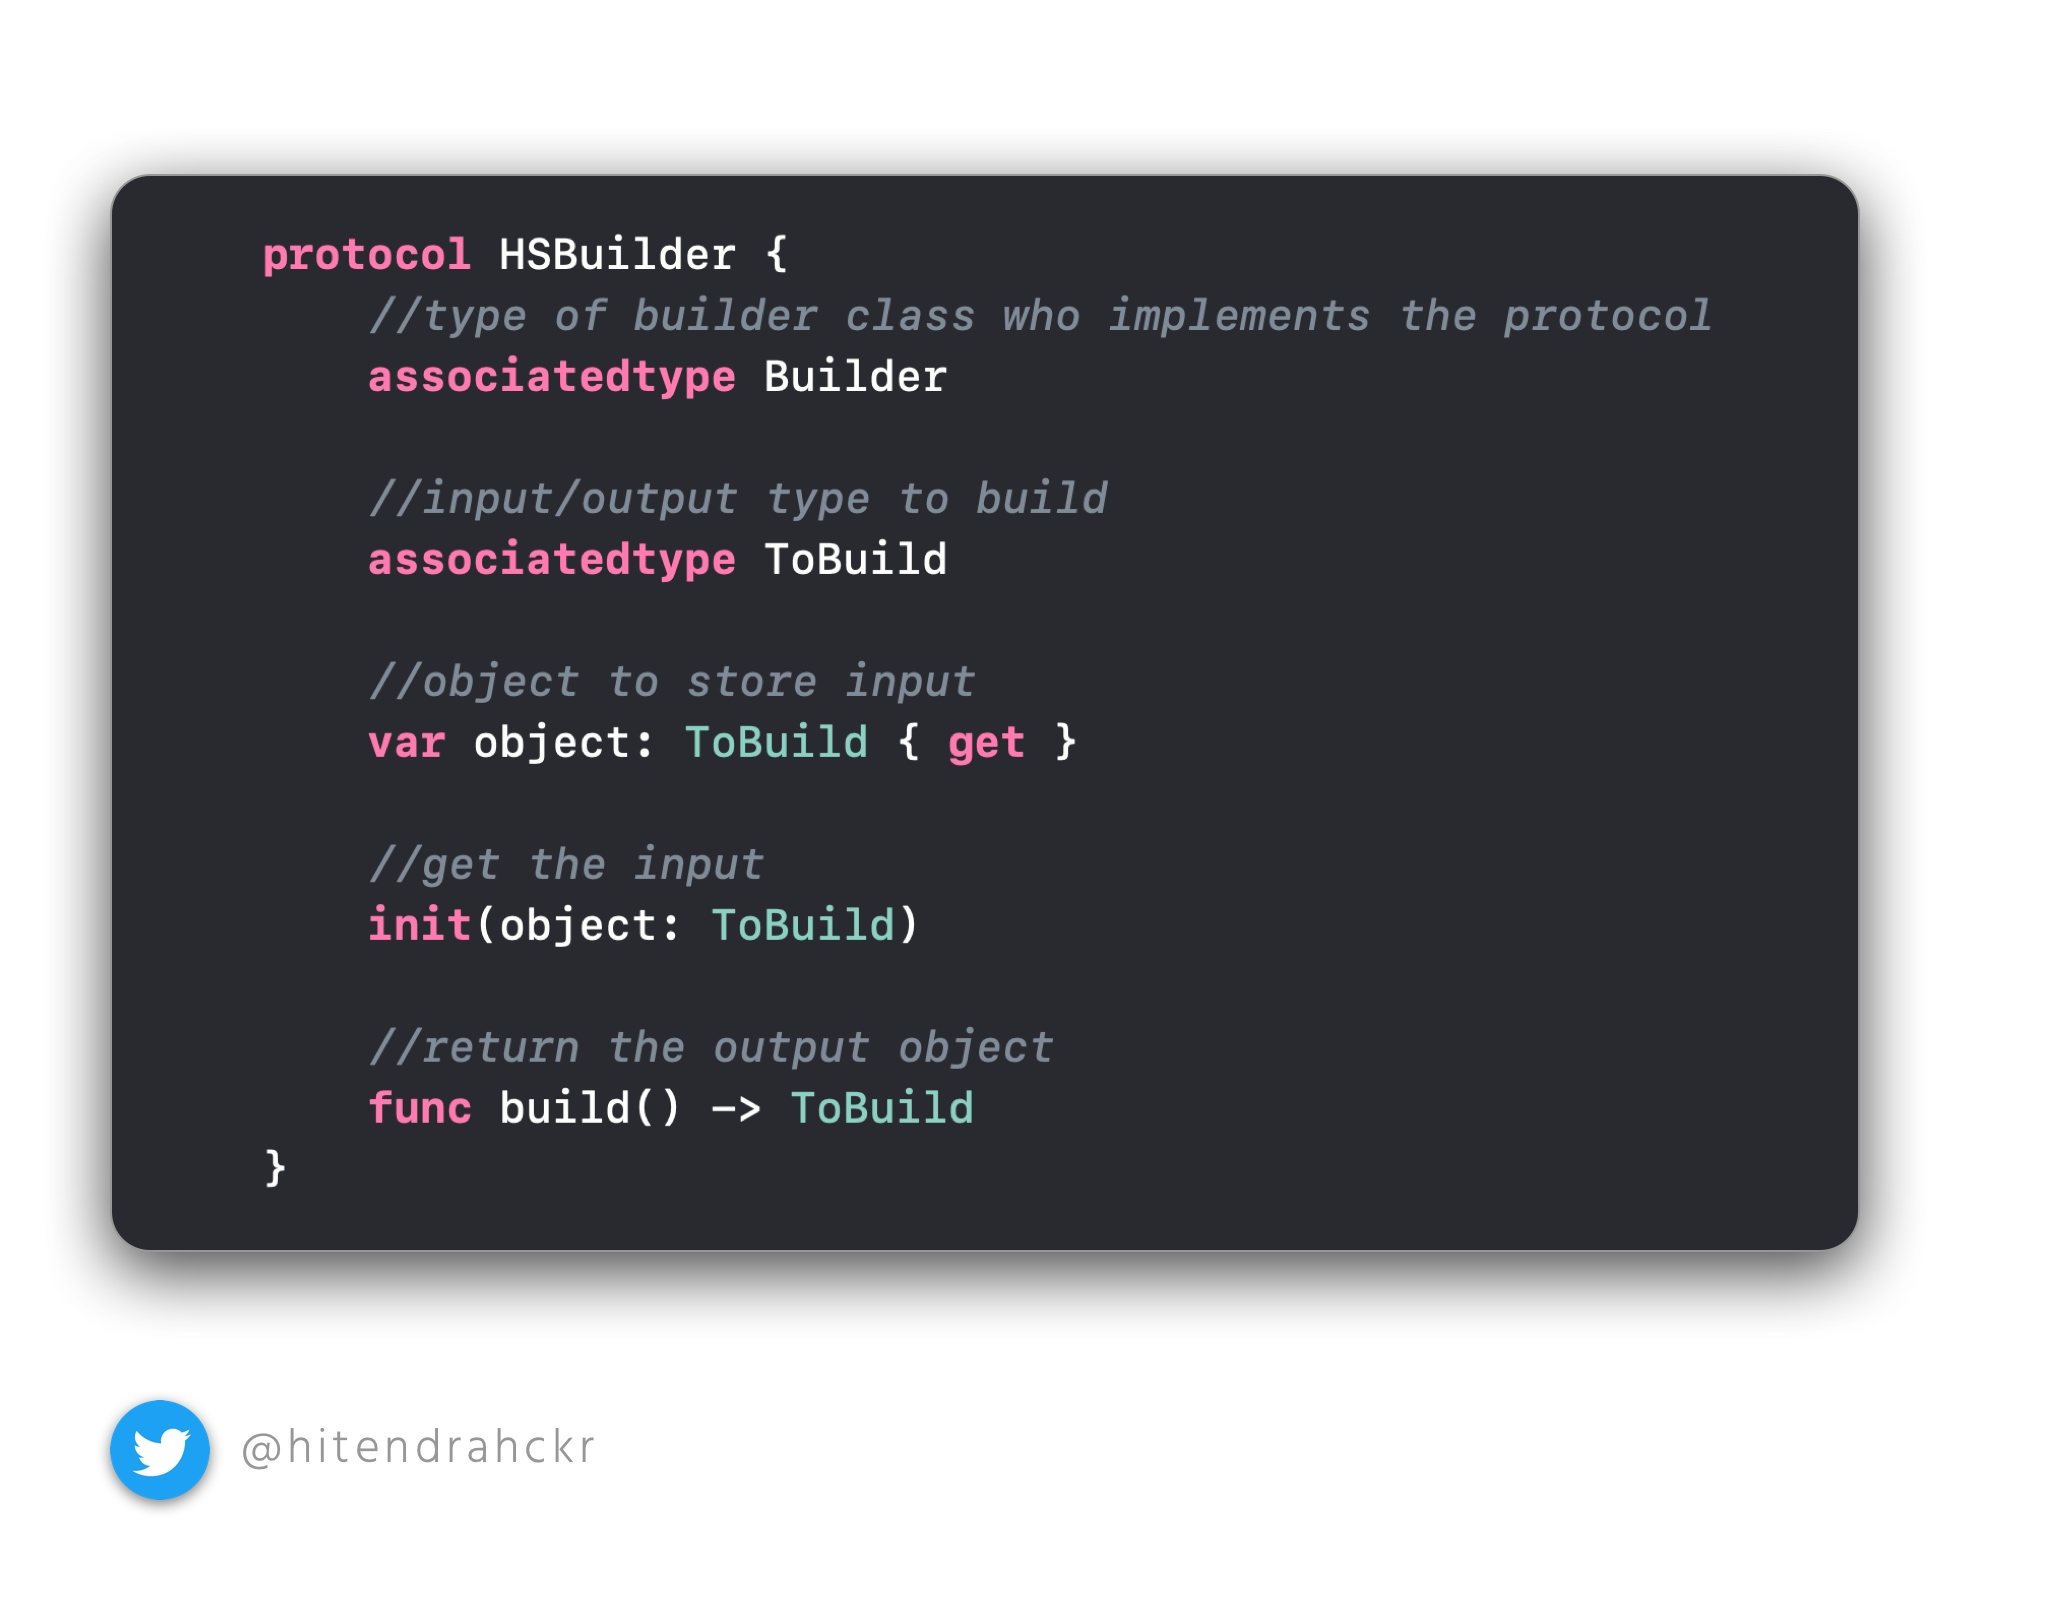 protocol HSBuilder {
//type of builder class who implements the protocol
associatedtype Builder
//input/output type to build
associatedtype ToBuild
//object to store input
var object: ToBuild { get }
//get the input
init(object: ToBuild)
//return the output object
func build() -> ToBuild
}
@hitendrahckr